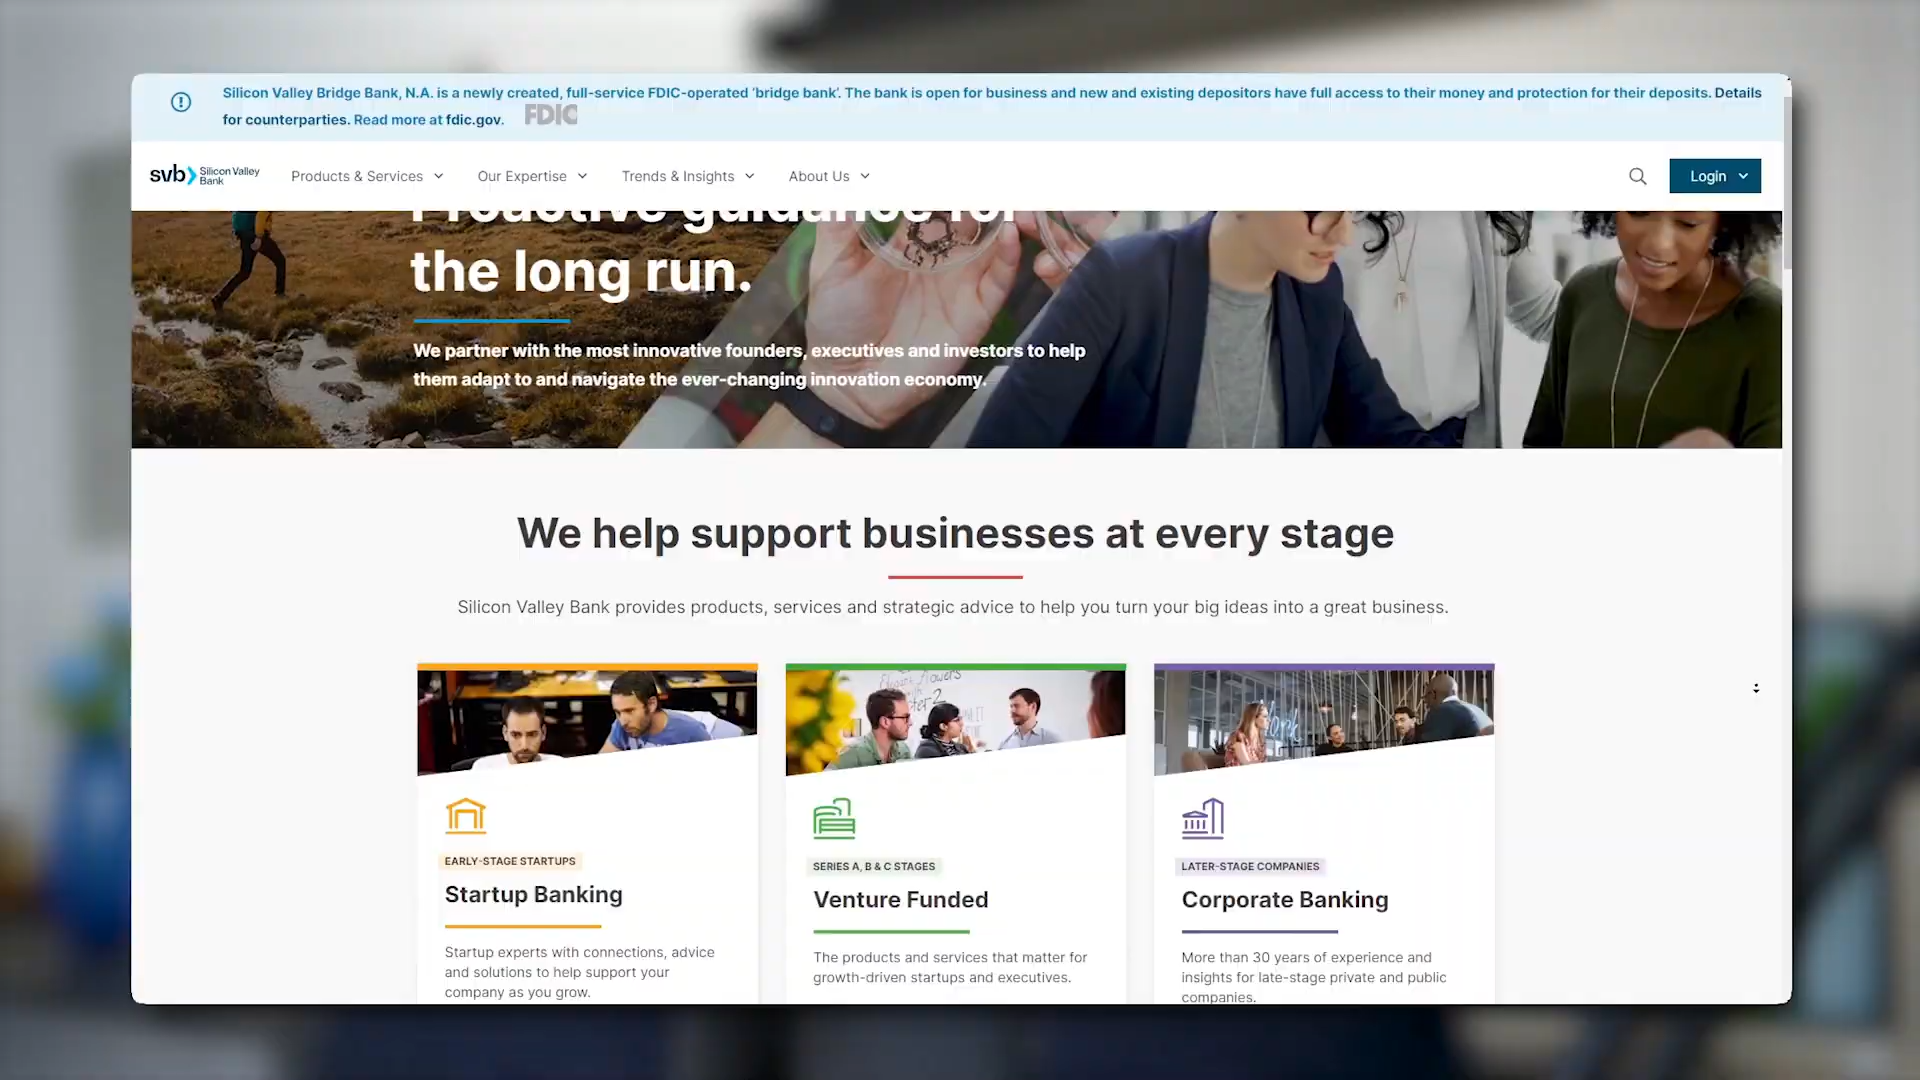 Silicon Valley Bridge Bank, N.A. is a newly created, full-service FDIC-operated 'bridge bank'. The bank is open for business and new and existing depositors have full access to their money and protection for their deposits. Details
for counterparties. Read more at fdic.gov. FDIC
svb Silicon Valley
Bank
Products & Services
Our Expertise
Trends & Insights
About Us
Login
Proactive guidance for
the long run.
We partner with the most innovative founders, executives and investors to help
them adapt to and navigate the ever-changing innovation economy.
We help support businesses at every stage
Silicon Valley Bank provides products, services and strategic advice to help you turn your big ideas into a great business.
EARLY-STAGE STARTUPS
Startup Banking
Startup experts with connections, advice
and solutions to help support your
company as you grow.
SERIES A, B & C STAGES
Venture Funded
The products and services that matter for
growth-driven startups and executives.
LATER-STAGE COMPANIES
Corporate Banking
More than 30 years of experience and
insights for late-stage private and public
companies.